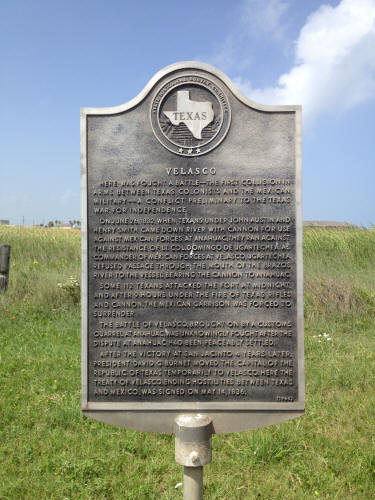 TEXAS
VELASCO
HERE WAS FOUGHT A BATTLE—THE FIRST COLLISION IN
ARMS BETWEEN TEXAS COLONISTS AND THE MEXICAN
MILITARY—A CONFLICT PRELIMINARY TO THE TEXAS
WAR FOR INDEPENDENCE.
ON JUNE 26, 1832, WHEN TEXANS UNDER JOHN AUSTIN AND
HENRY SMITH CAME DOWN RIVER WITH CANNON FOR USE
AGAINST MEXICAN FORCES AT ANAHUAC, THEY RAN AGAINST
THE RESISTANCE OF LT. COL. DOMINGO DE UGARTECHEA. AS
COMMANDER OF MEXICAN FORCES AT VELASCO, UGARTECHEA
REFUSED PASSAGE THROUGH THE MOUTH OF THE BRAZOS
RIVER TO THE VESSEL BEARING THE CANNON TO ANAHUAC.
SOME 112 TEXANS ATTACKED THE FORT AT MIDNIGHT,
AND AFTER 9 HOURS UNDER THE FIRE OF TEXAS RIFLES
AND CANNON, THE MEXICAN GARRISON WAS FORCED TO
SURRENDER.
THE BATTLE OF VELASCO, BROUGHT ON BY A CUSTOMS
QUARREL AT ANAHUAC, WAS UNKNOWINGLY FOUGHT AFTER THE
DISPUTE AT ANAHUAC HAD BEEN PEACEABLY SETTLED.
AFTER THE VICTORY AT SAN JACINTO 4 YEARS LATER,
PRESIDENT DAVID G. BURNET MOVED THE CAPITAL OF THE
REPUBLIC OF TEXAS TEMPORARILY TO VELASCO. HERE THE
TREATY OF VELASCO, ENDING HOSTILITIES BETWEEN TEXAS
AND MEXICO, WAS SIGNED ON MAY 14, 1836.